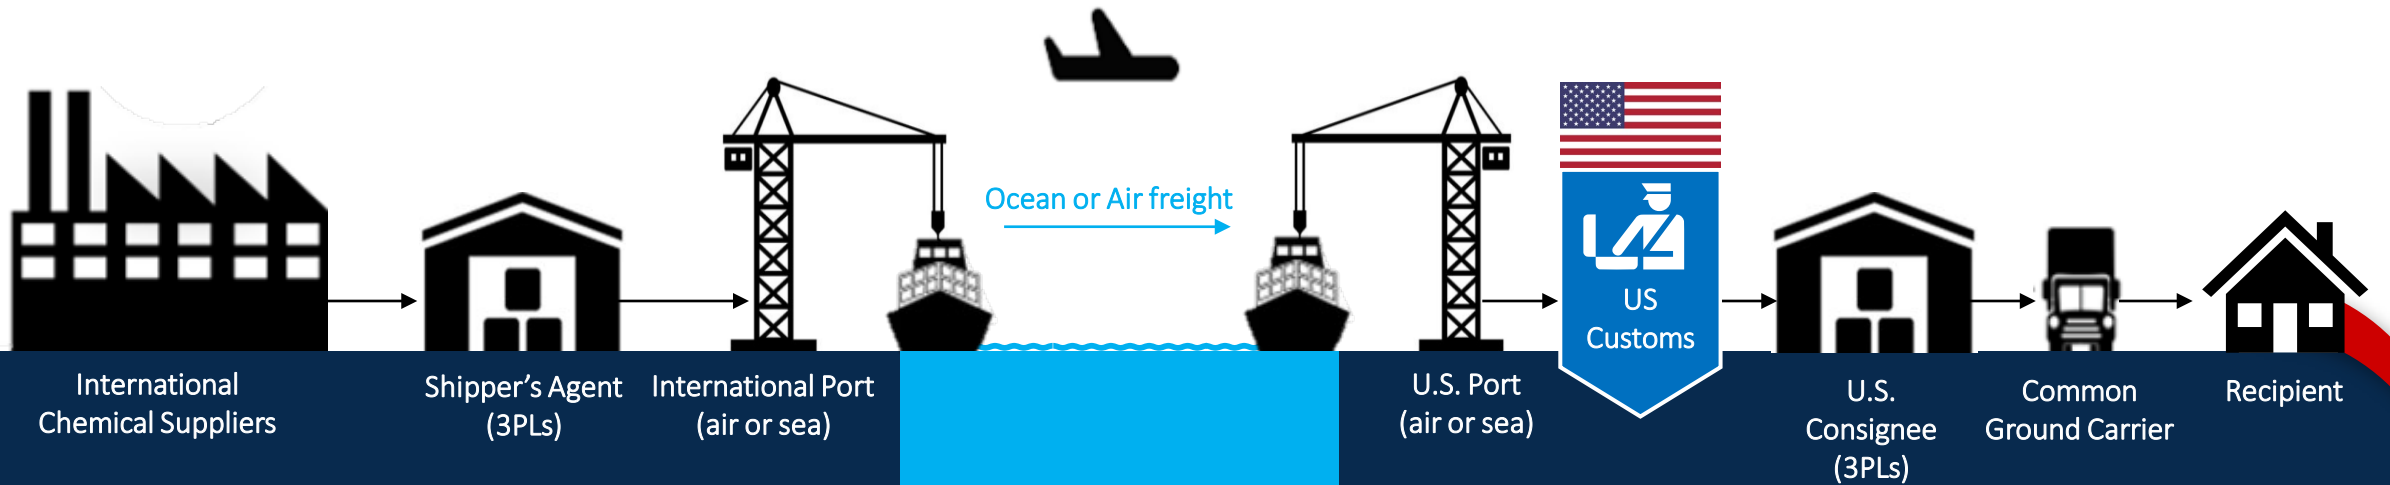 Ocean or Air freight
US
Customs
International
Chemical Suppliers
Shipper’s Agent
(3PLs)
International Port
(air or sea)
U.S. Port
(air or sea)
U.S.
Consignee
(3PLs)
Common
Ground Carrier
Recipient